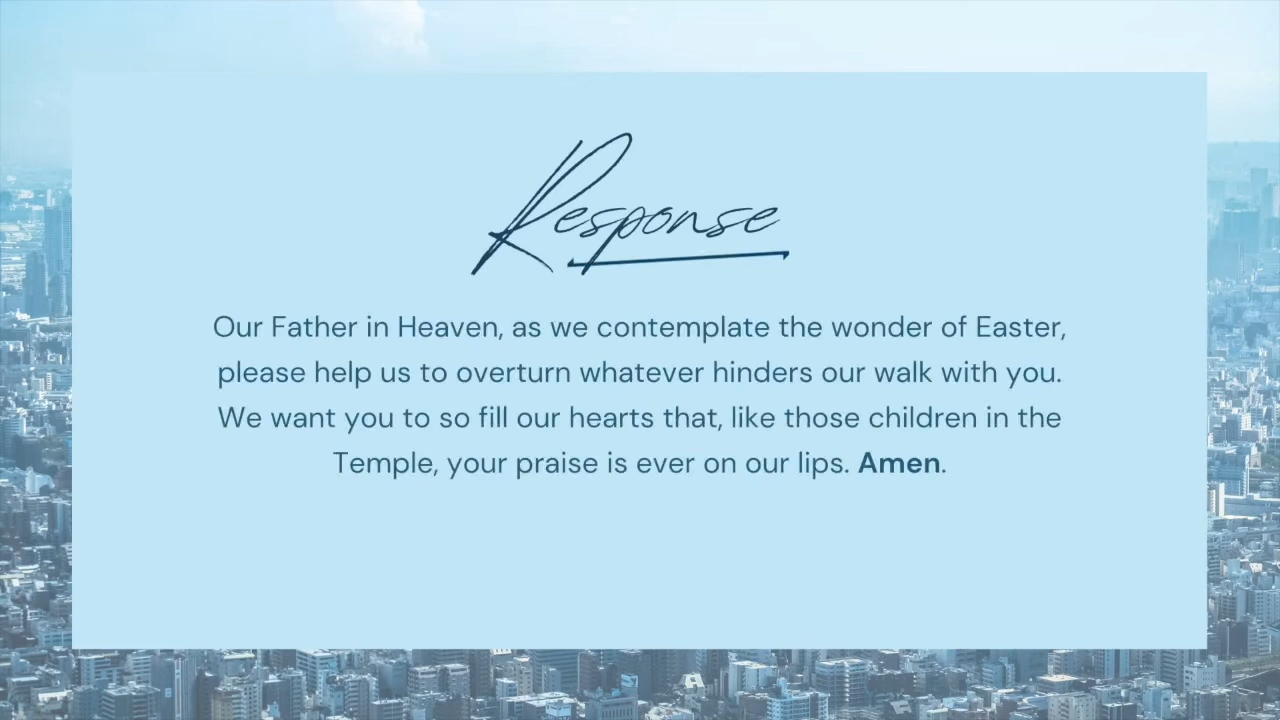 Response
Our Father in Heaven, as we contemplate the wonder of Easter,
please help us to overturn whatever hinders our walk with you.
We want you to so fill our hearts that, like those children in the
Temple, your praise is ever on our lips. Amen.